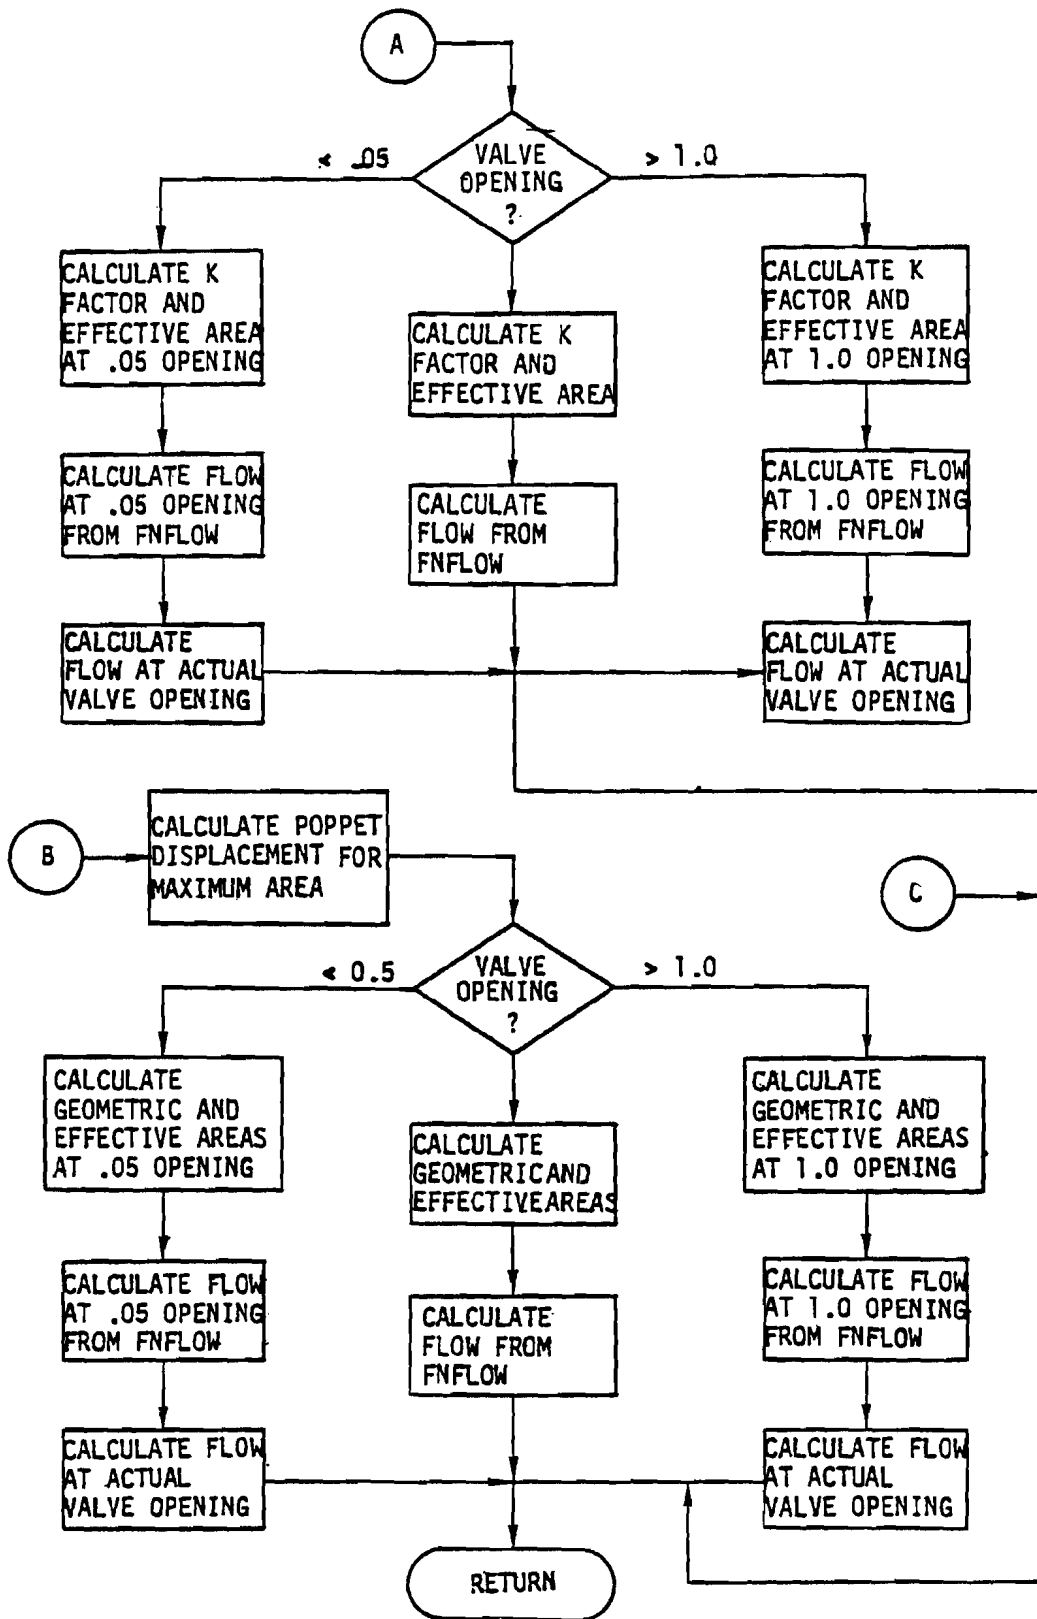 A
< .05
VALVE
OPENING
?
> 1.0
CALCULATE K
FACTOR AND
EFFECTIVE AREA
AT .05 OPENING
CALCULATE K
FACTOR AND
EFFECTIVE AREA
CALCULATE K
FACTOR AND
EFFECTIVE AREA
AT 1.0 OPENING
CALCULATE FLOW
AT .05 OPENING
FROM FNFLOW
CALCULATE
FLOW FROM
FNFLOW
CALCULATE FLOW
AT 1.0 OPENING
FROM FNFLOW
CALCULATE
FLOW AT ACTUAL
VALVE OPENING
CALCULATE
FLOW AT ACTUAL
VALVE OPENING
B
CALCULATE POPPET
DISPLACEMENT FOR
MAXIMUM AREA
C
< 0.5
VALVE
OPENING
?
> 1.0
CALCULATE
GEOMETRIC AND
EFFECTIVE AREAS
AT .05 OPENING
CALCULATE
GEOMETRIC AND
EFFECTIVE AREAS
CALCULATE
GEOMETRIC AND
EFFECTIVE AREAS
AT 1.0 OPENING
CALCULATE FLOW
AT .05 OPENING
FROM FNFLOW
CALCULATE
FLOW FROM
FNFLOW
CALCULATE FLOW
AT 1.0 OPENING
FROM FNFLOW
CALCULATE FLOW
AT ACTUAL
VALVE OPENING
CALCULATE FLOW
AT ACTUAL
VALVE OPENING
RETURN